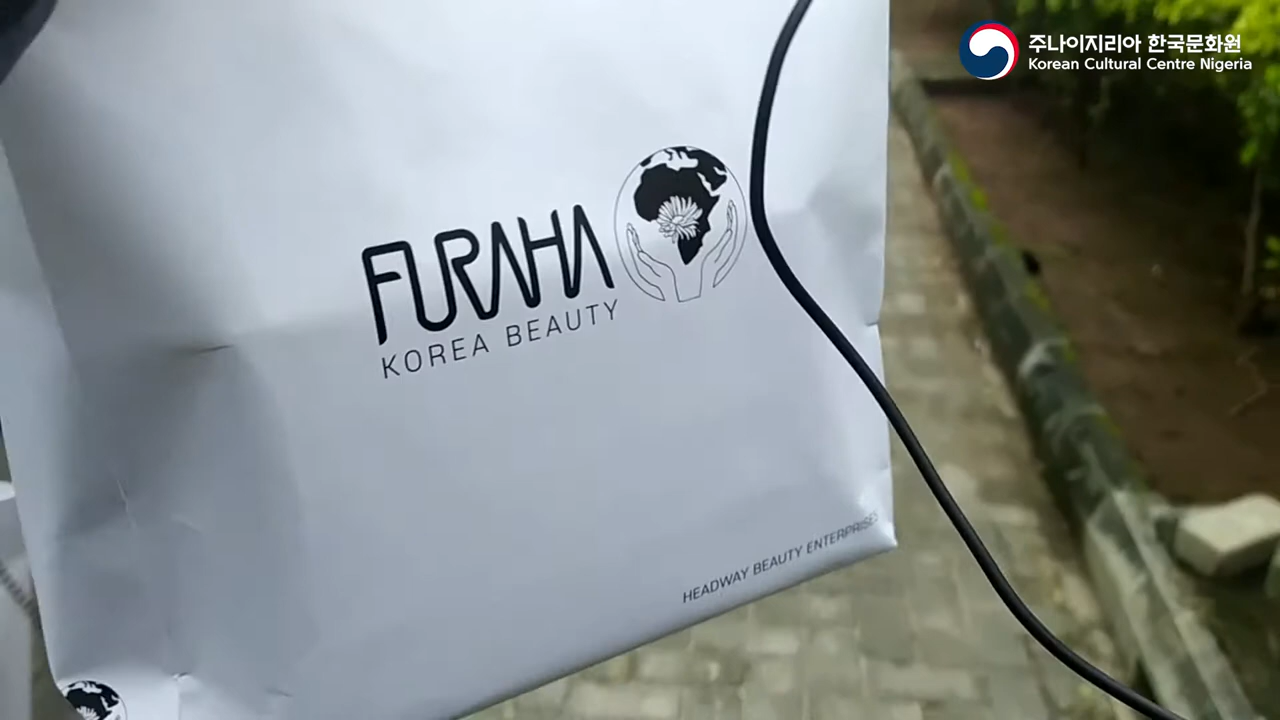 주나이지리아 한국문화원
Korean Cultural Centre Nigeria
FURAHA
KOREA BEAUTY
HEADWAY BEAUTY ENTERPRISES